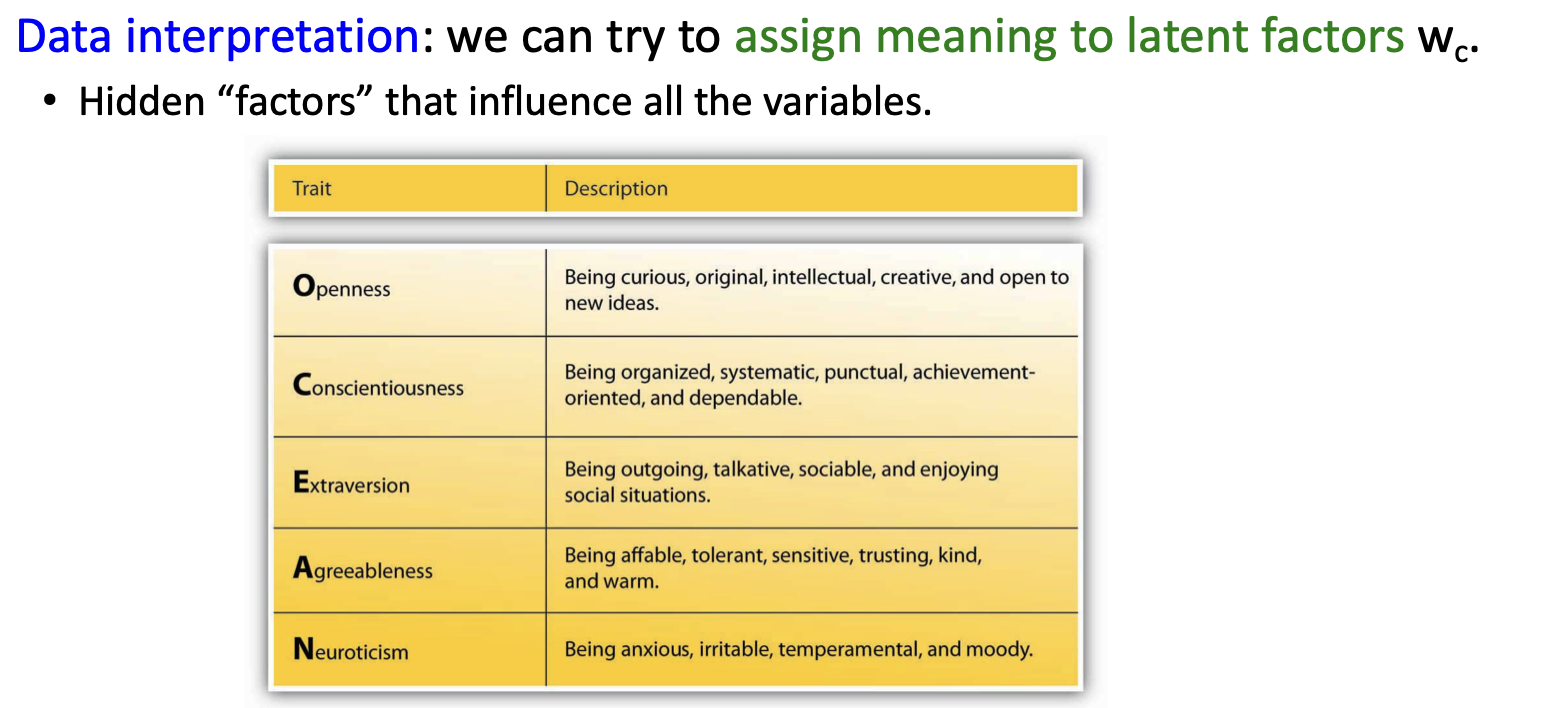 Data interpretation: we can try to assign meaning to latent factors w_c.
• Hidden “factors” that influence all the variables.
Trait
Description
Openness
Being curious, original, intellectual, creative, and open to
new ideas.
Conscientiousness
Being organized, systematic, punctual, achievement-
oriented, and dependable.
Extraversion
Being outgoing, talkative, sociable, and enjoying
social situations.
Agreeableness
Being affable, tolerant, sensitive, trusting, kind,
and warm.
Neuroticism
Being anxious, irritable, temperamental, and moody.